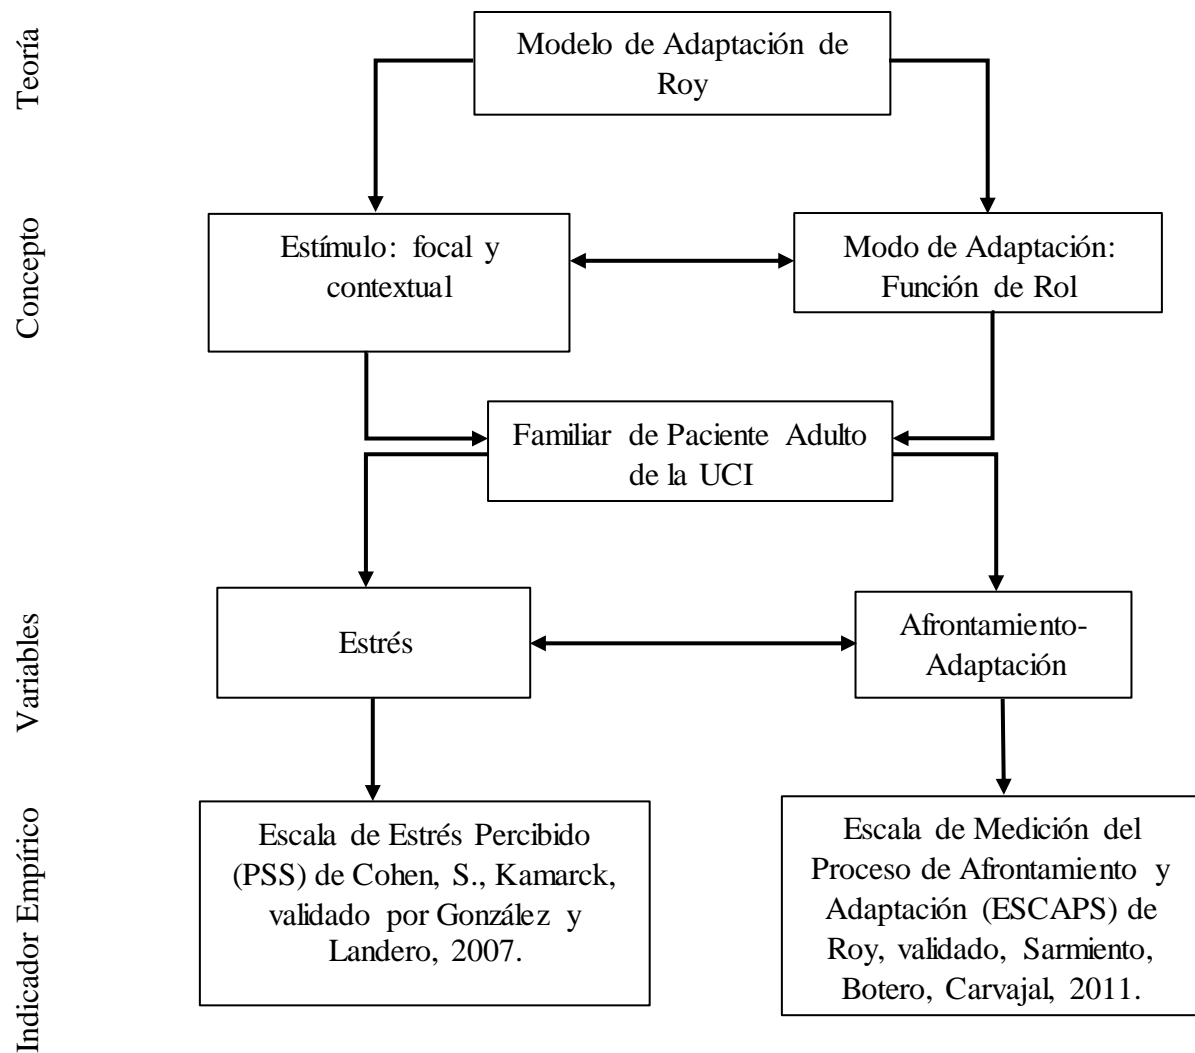 Teoría
Modelo de Adaptación de
Roy
Concepto
Estímulo: focal y
contextual
Modo de Adaptación:
Función de Rol
Familiar de Paciente Adulto
de la UCI
Variables
Estrés
Afrontamiento-
Adaptación
Indicador Empírico
Escala de Estrés Percibido
(PSS) de Cohen, S., Kamarck,
validado por González y
Landero, 2007.
Escala de Medición del
Proceso de Afrontamiento y
Adaptación (ESCAPS) de
Roy, validado, Sarmiento,
Botero, Carvajal, 2011.